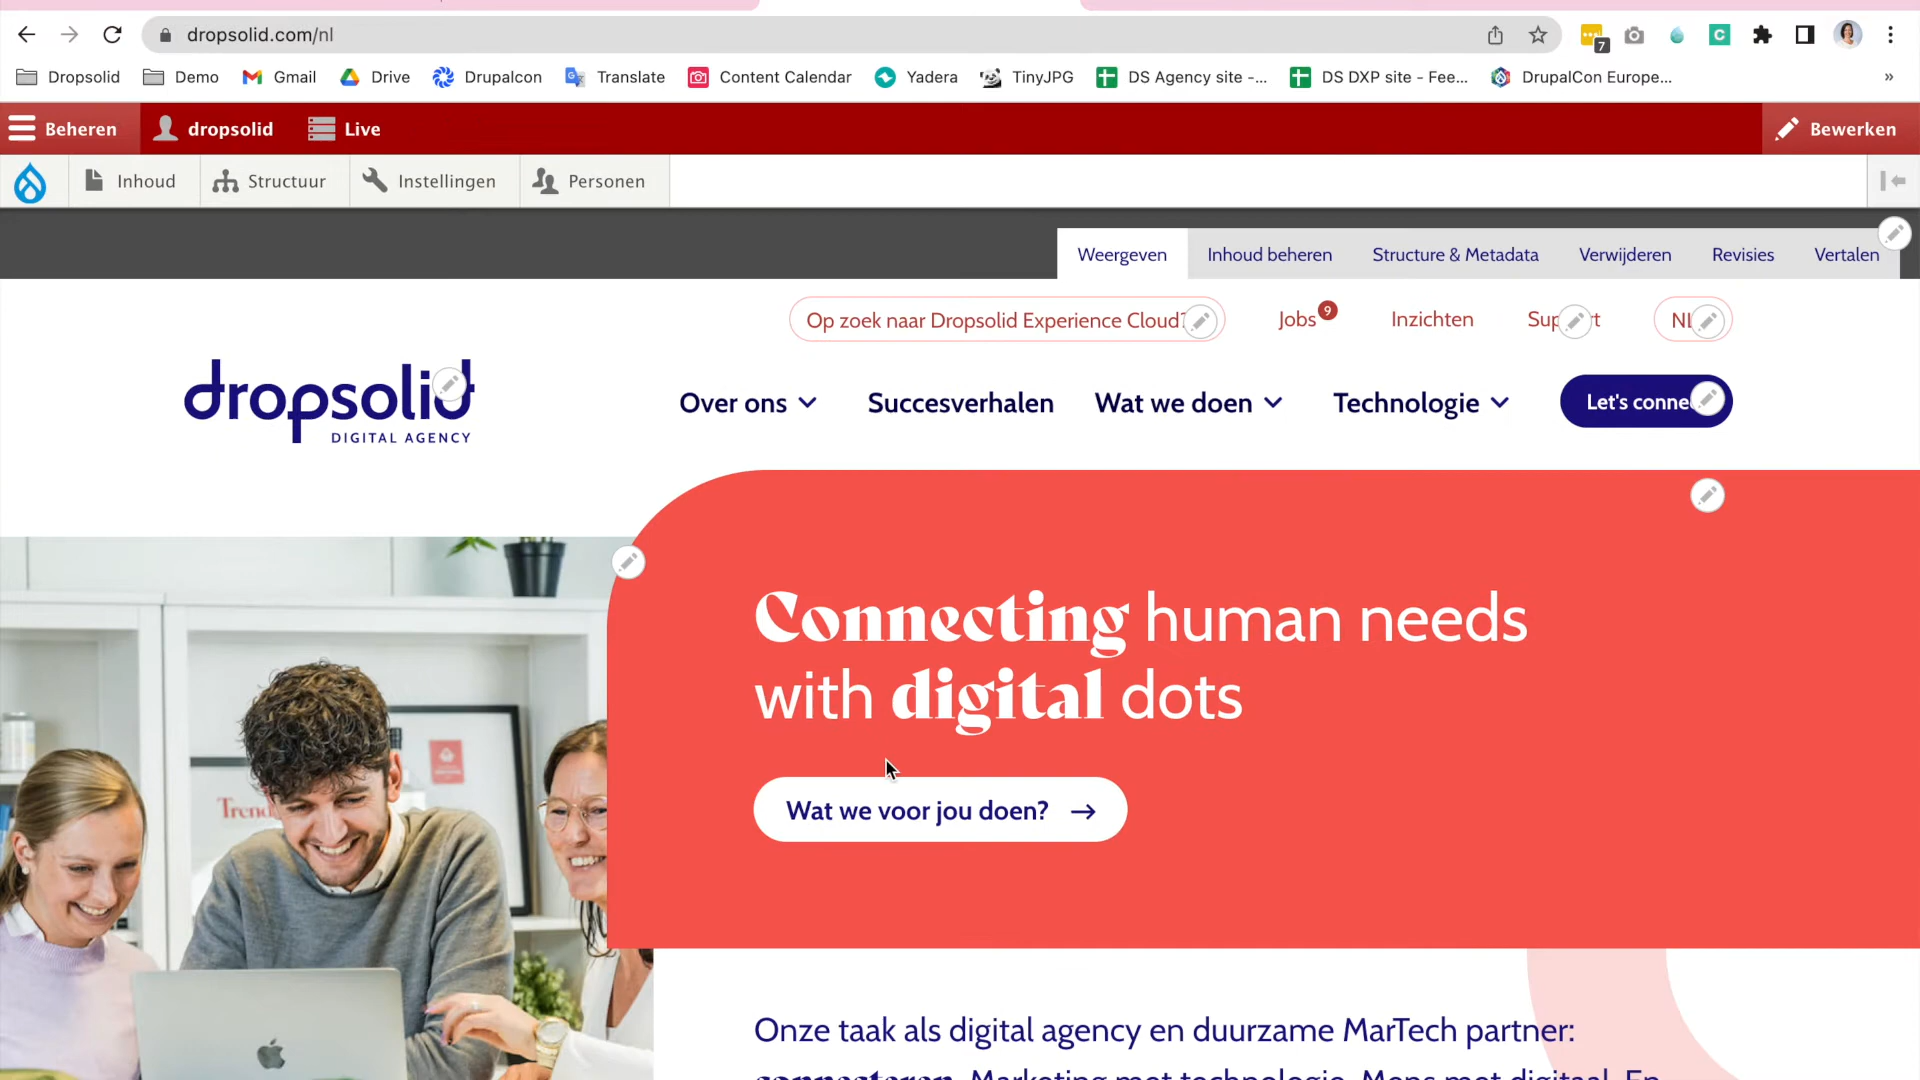 dropsolid.com/nl
7
Dropsolid
Demo
Gmail
Drive
Drupalcon
Translate
Content Calendar
Yadera
TinyJPG
DS Agency site -...
DS DXP site - Fee...
DrupalCon Europe...
»
Beheren
dropsolid
Live
Bewerken
Inhoud
Structuur
Instellingen
Personen
Weergeven
Inhoud beheren
Structure & Metadata
Verwijderen
Revisies
Vertalen
Op zoek naar Dropsolid Experience Cloud?
Jobs 9
Inzichten
NL
dropsolid
DIGITAL AGENCY
Over ons
Succesverhalen
Wat we doen
Technologie
Let's conne
Connecting human needs
with digital dots
Wat we voor jou doen? →
Onze taak als digital agency en duurzame MarTech partner:
connecteren. Marketing met technologie. Mens met digitaal. En